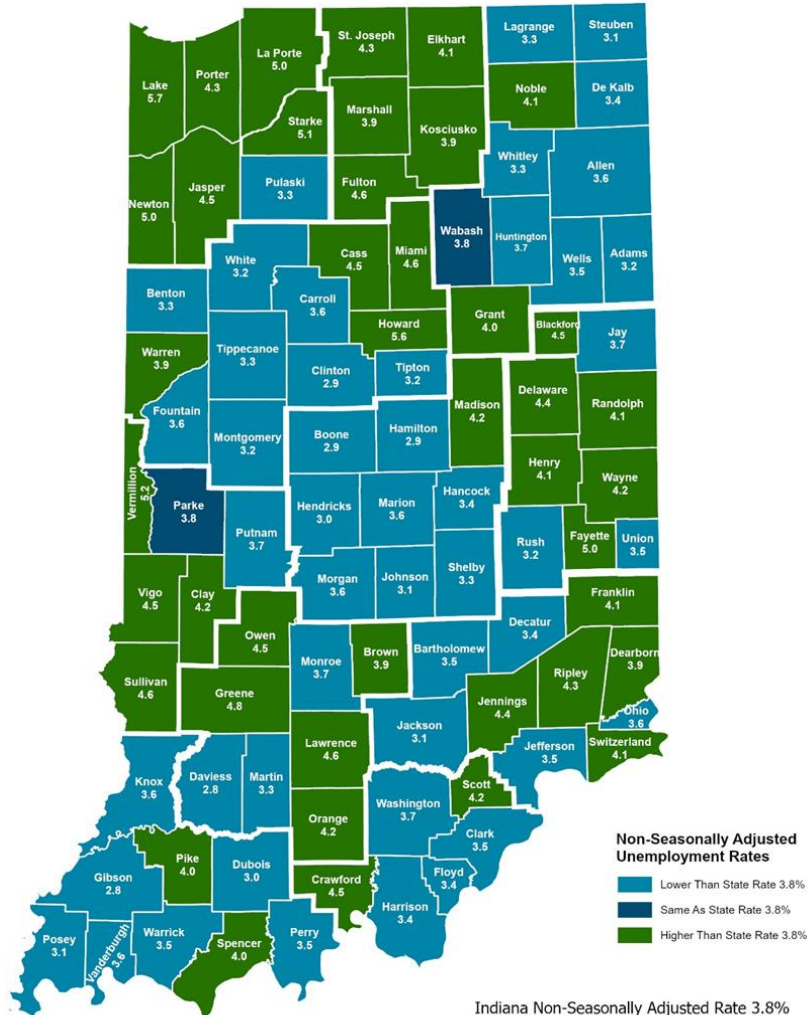 St. Joseph
4.3
Elkhart
4.1
Lagrange
3.3
Steuben
3.1
La Porte
5.0
Porter
4.3
Lake
5.7
Noble
4.1
De Kalb
3.4
Starke
5.1
Marshall
3.9
Kosciusko
3.9
Whitley
3.3
Allen
3.6
Newton
5.0
Jasper
4.5
Pulaski
3.3
Fulton
4.6
Wabash
3.8
Huntington
3.7
Wells
3.5
Adams
3.2
White
3.2
Cass
4.5
Miami
4.6
Benton
3.3
Carroll
3.6
Grant
4.0
Blackford
4.5
Jay
3.7
Howard
5.6
Warren
3.9
Tippecanoe
3.3
Clinton
2.9
Tipton
3.2
Madison
4.2
Delaware
4.4
Randolph
4.1
Fountain
3.6
Montgomery
3.2
Boone
2.9
Hamilton
2.9
Henry
4.1
Wayne
4.2
Vermillion
5.2
Parke
3.8
Putnam
3.7
Hendricks
3.0
Marion
3.6
Hancock
3.4
Rush
3.2
Fayette
5.0
Union
3.5
Vigo
4.5
Clay
4.2
Morgan
3.6
Johnson
3.1
Shelby
3.3
Franklin
4.1
Owen
4.5
Monroe
3.7
Brown
3.9
Bartholomew
3.5
Decatur
3.4
Dearborn
3.9
Ripley
4.3
Sullivan
4.6
Greene
4.8
Jennings
4.4
Ohio
3.6
Jackson
3.1
Lawrence
4.6
Jefferson
3.5
Switzerland
4.1
Knox
3.6
Daviess
2.8
Martin
3.3
Scott
4.2
Washington
3.7
Orange
4.2
Clark
3.5
Pike
4.0
Dubois
3.0
Gibson
2.8
Crawford
4.5
Floyd
3.4
Harrison
3.4
Posey
3.1
Vanderburgh
3.6
Warrick
3.5
Spencer
4.0
Perry
3.5
Non-Seasonally Adjusted
Unemployment Rates
Lower Than State Rate 3.8%
Same As State Rate 3.8%
Higher Than State Rate 3.8%
Indiana Non-Seasonally Adjusted Rate 3.8%